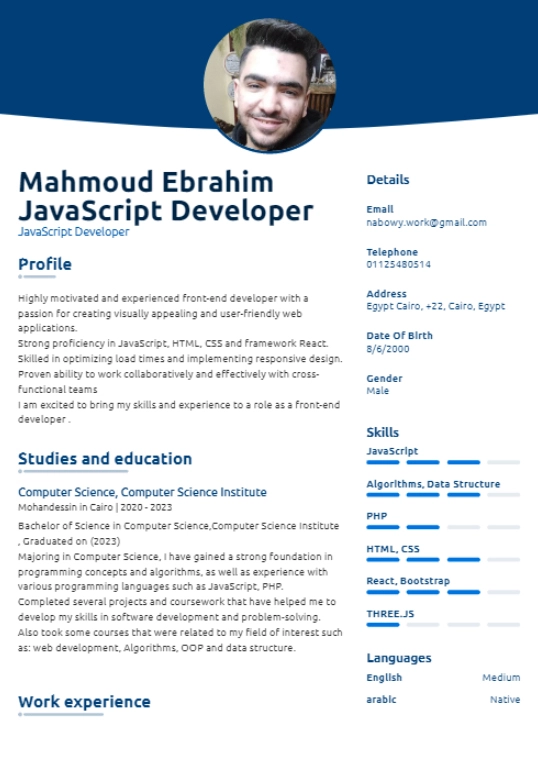 Mahmoud Ebrahim
JavaScript Developer
JavaScript Developer
Profile
Highly motivated and experienced front-end developer with a
passion for creating visually appealing and user-friendly web
applications.
Strong proficiency in JavaScript, HTML, CSS and framework React.
Skilled in optimizing load times and implementing responsive design.
Proven ability to work collaboratively and effectively with cross-
functional teams
I am excited to bring my skills and experience to a role as a front-end
developer .
Studies and education
Computer Science, Computer Science Institute
Mohandessin in Cairo | 2020 - 2023
Bachelor of Science in Computer Science,Computer Science Institute
, Graduated on (2023)
Majoring in Computer Science, I have gained a strong foundation in
programming concepts and algorithms, as well as experience with
various programming languages such as JavaScript, PHP.
Completed several projects and coursework that have helped me to
develop my skills in software development and problem-solving.
Also took some courses that were related to my field of interest such
as: web development, Algorithms, OOP and data structure.
Work experience
Details
Email
nabowy.work@gmail.com
Telephone
01125480514
Address
Egypt Cairo, +22, Cairo, Egypt
Date Of Birth
8/6/2000
Gender
Male
Skills
JavaScript
Algorithms, Data Structure
PHP
HTML, CSS
React, Bootstrap
THREE.JS
Languages
English Medium
arabic Native